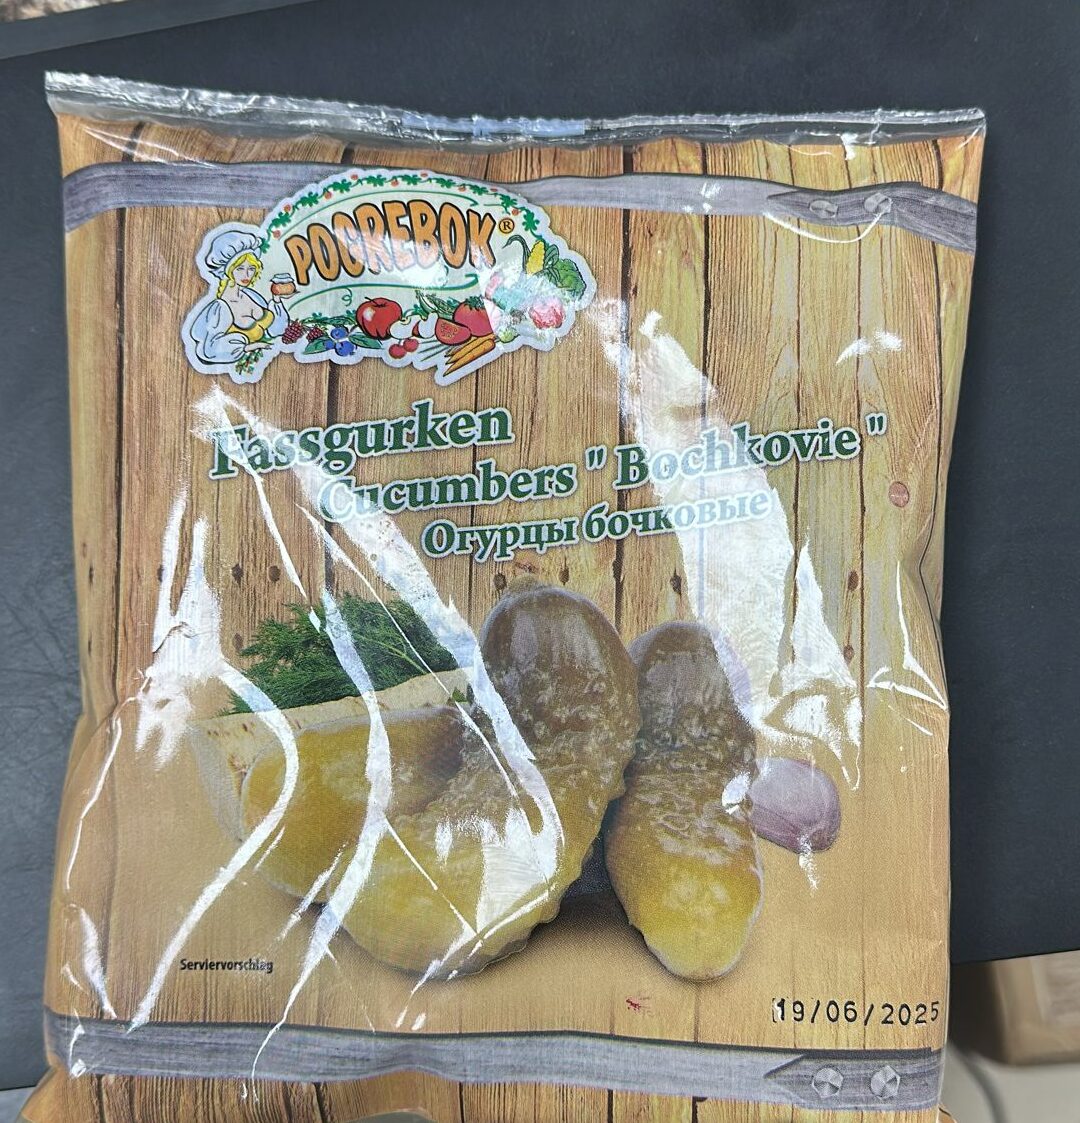 POGREBOK®
Fassgurken
Cucumbers " Bochkovie "
Огурцы бочковые
Serviervorschlag
19/06/2025